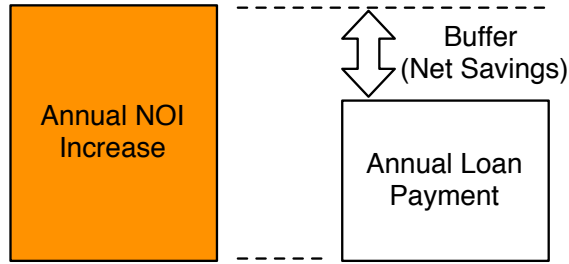 Annual NOI
Increase
Buffer
(Net Savings)
Annual Loan
Payment